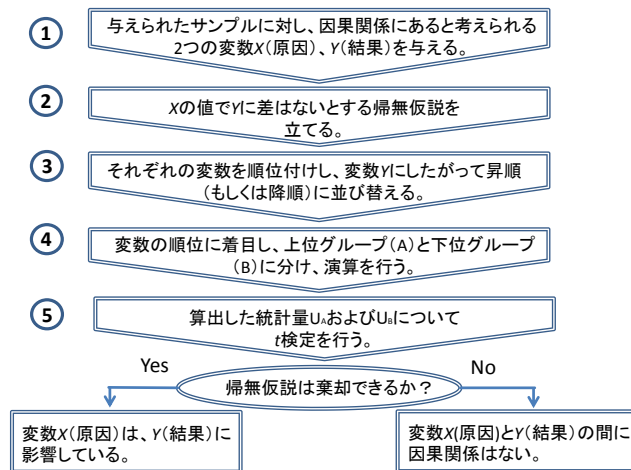 1
与えられたサンプルに対し、因果関係にあると考えられる
2つの変数X(原因)、Y(結果)を与える。
2
Xの値でYに差はないとする帰無仮説を
立てる。
3
それぞれの変数を順位付けし、変数Yにしたがって昇順
(もしくは降順)に並び替える。
4
変数の順位に着目し、上位グループ(A)と下位グループ
(B)に分け、演算を行う。
5
算出した統計量UAおよびUBについて
t検定を行う。
Yes
No
帰無仮説は棄却できるか?
変数X(原因)は、Y(結果)に
影響している。
変数X(原因)とY(結果)の間に
因果関係はない。